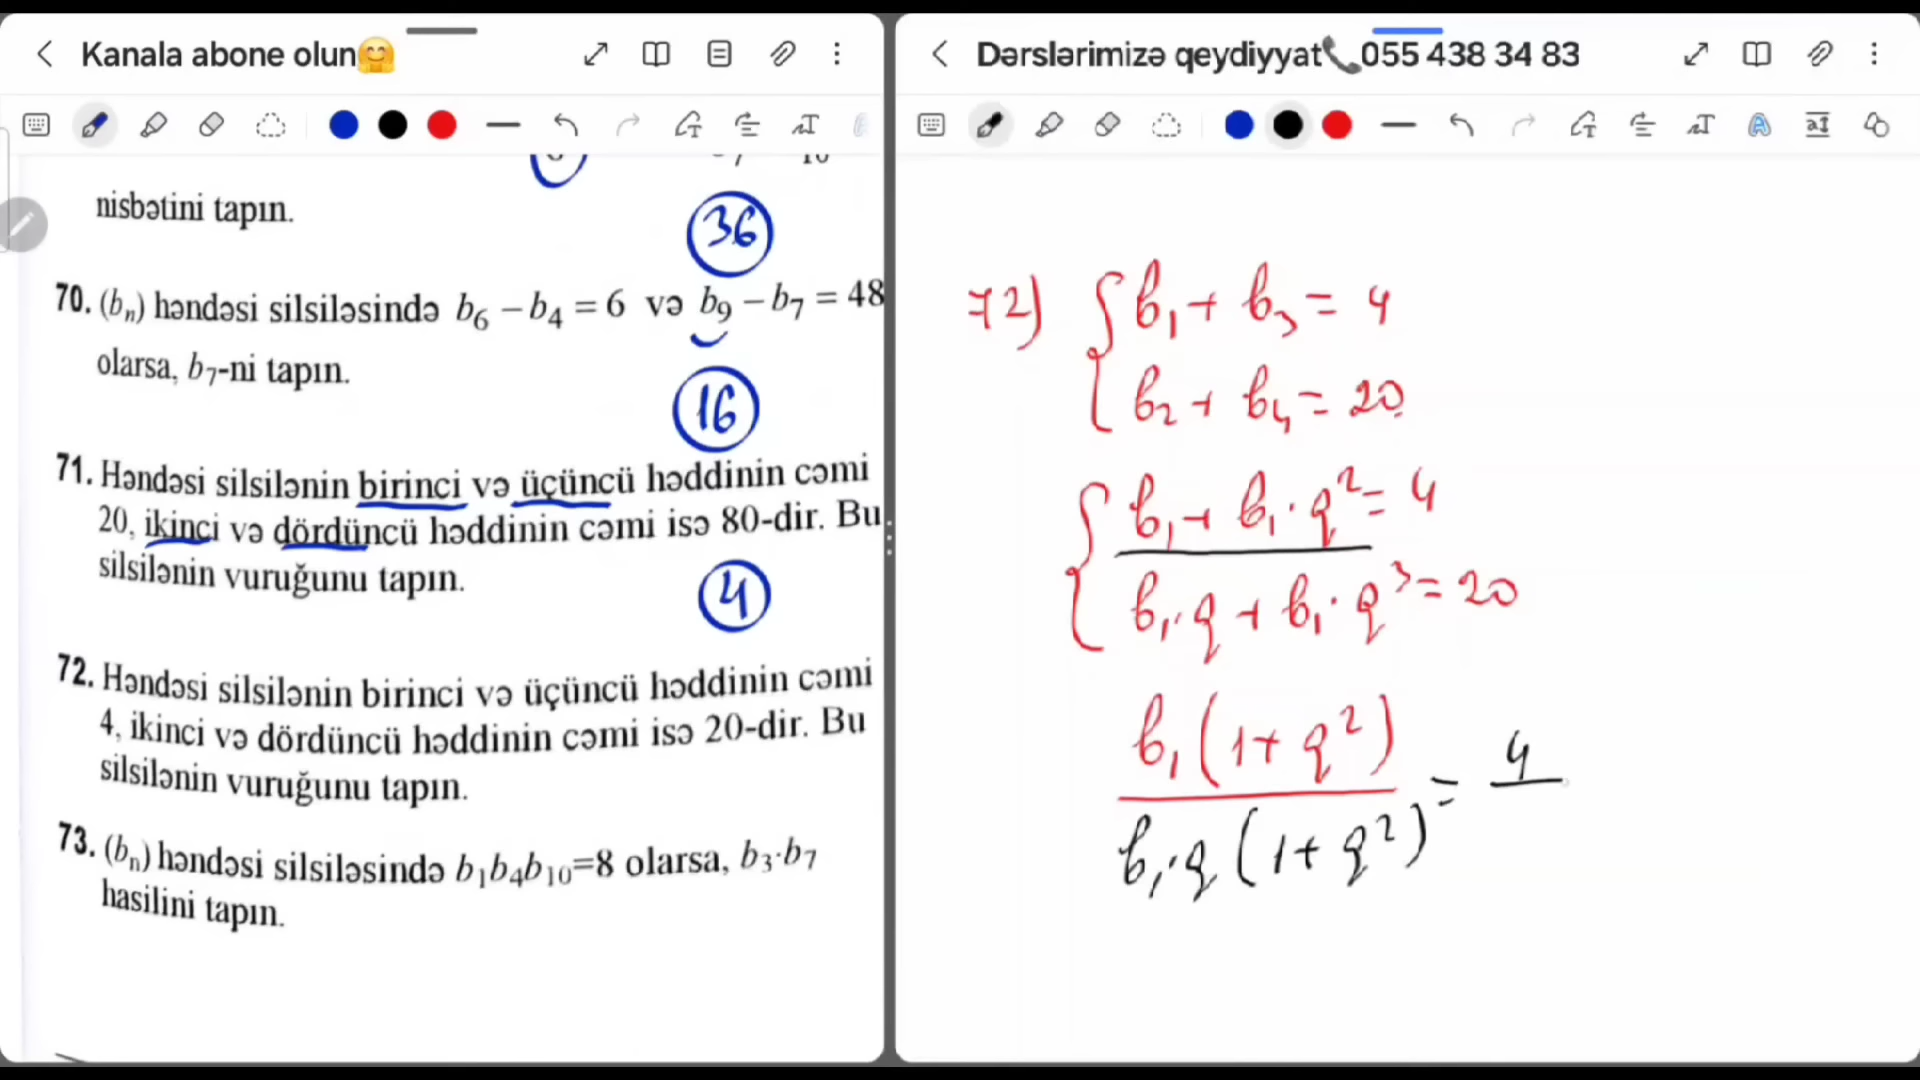 Kanala abone olun🤗
nisbətini tapın.
36
70. (bₙ) həndəsi silsiləsində b₆ – b₄ = 6 və b₉ – b₇ = 48
olarsa, b₇-ni tapın.
16
71. Həndəsi silsilənin birinci və üçüncü həddinin cəmi
20, ikinci və dördüncü həddinin cəmi isə 80-dir. Bu
silsilənin vuruğunu tapın.
4
72. Həndəsi silsilənin birinci və üçüncü həddinin cəmi
4, ikinci və dördüncü həddinin cəmi isə 20-dir. Bu
silsilənin vuruğunu tapın.
73. (bₙ) həndəsi silsiləsində b₁b₄b₁₀=8 olarsa, b₃·b₇
hasilini tapın.
Dərslərimizə qeydiyyat📞055 438 34 83
72) { b₁ + b₃ = 4
b₂ + b₄ = 20
{ b₁ + b₁ · q² = 4
b₁ · q + b₁ · q³ = 20
b₁ (1 + q²)
= 4
b₁ · q (1 + q²)